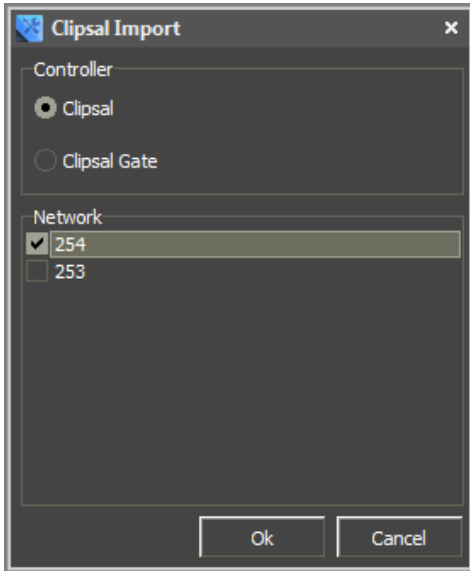 Clipsal Import
Controller
Clipsal
Clipsal Gate
Network
254
253
Ok Cancel